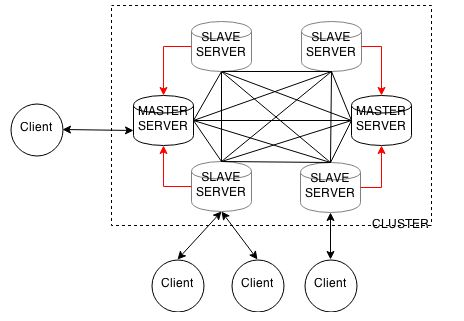 SLAVE
SERVER
SLAVE
SERVER
MASTER
SERVER
MASTER
SERVER
Client
SLAVE
SERVER
SLAVE
SERVER
CLUSTER
Client
Client
Client